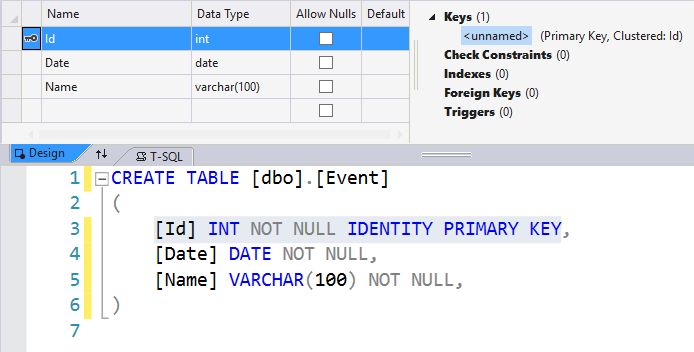 Name Data Type Allow Nulls Default
Id int
Date date
Name varchar(100)
Keys (1)
<unnamed> (Primary Key, Clustered: Id)
Check Constraints (0)
Indexes (0)
Foreign Keys (0)
Triggers (0)
Design T-SQL
1 CREATE TABLE [dbo].[Event]
2 (
3 [Id] INT NOT NULL IDENTITY PRIMARY KEY,
4 [Date] DATE NOT NULL,
5 [Name] VARCHAR(100) NOT NULL,
6 )
7